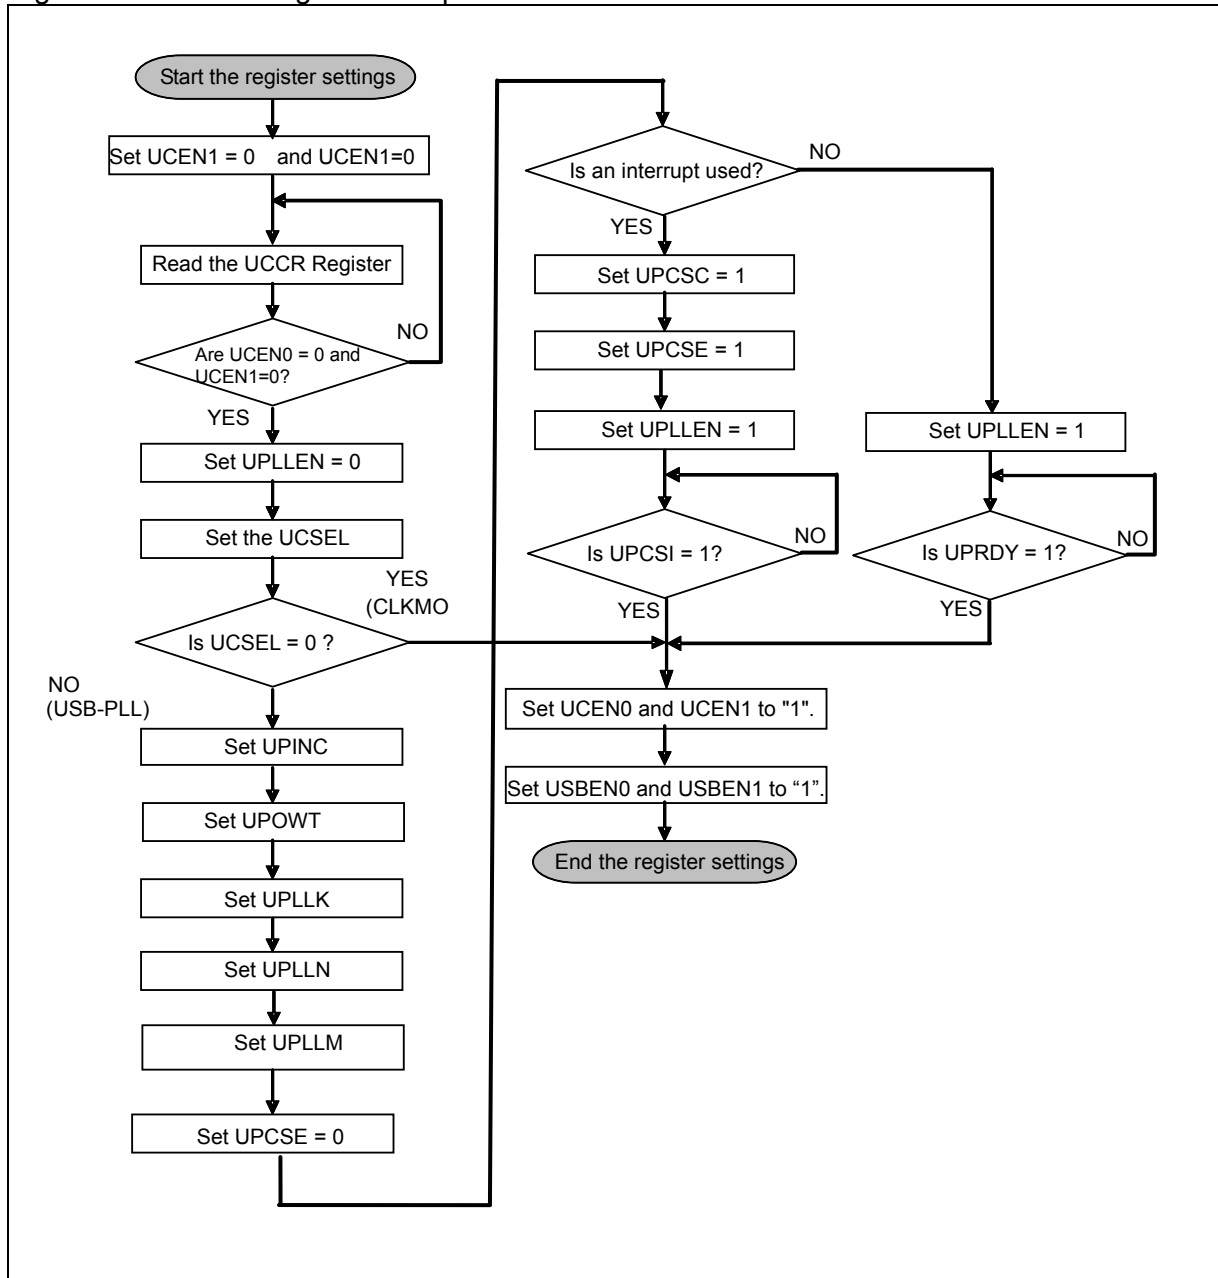 Start the register settings
Set UCEN1 = 0 and UCEN1=0
Read the UCCR Register
Are UCEN0 = 0 and
UCEN1=0?
NO
YES
Set UPLLEN = 0
Set the UCSEL
YES
(CLKMO
Is UCSEL = 0 ?
NO
(USB-PLL)
Set UPINC
Set UPOWT
Set UPLLK
Set UPLLN
Set UPLLM
Set UPCSE = 0
Is an interrupt used?
NO
YES
Set UPCSC = 1
Set UPCSE = 1
Set UPLLEN = 1
Is UPCSI = 1?
NO
YES
Set UPLLEN = 1
Is UPRDY = 1?
NO
YES
Set UCEN0 and UCEN1 to "1".
Set USBEN0 and USBEN1 to “1”.
End the register settings